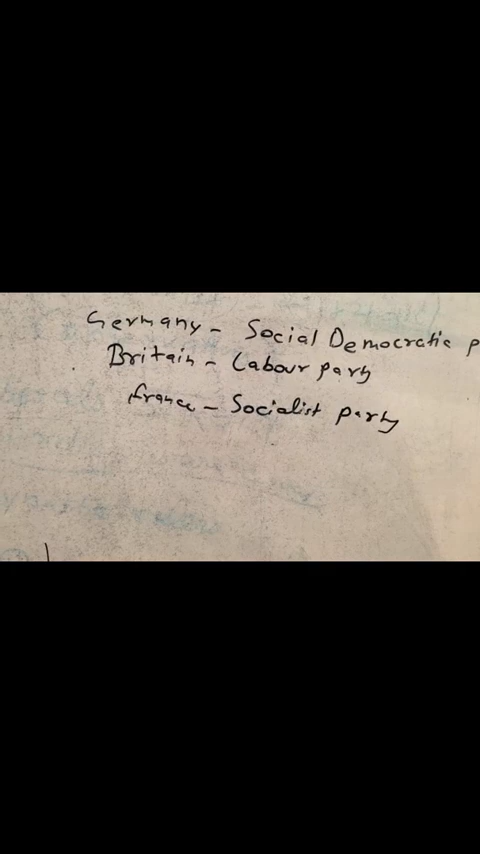 Germany - Social Democratic p
Britain - Labour party
france - Socialist party